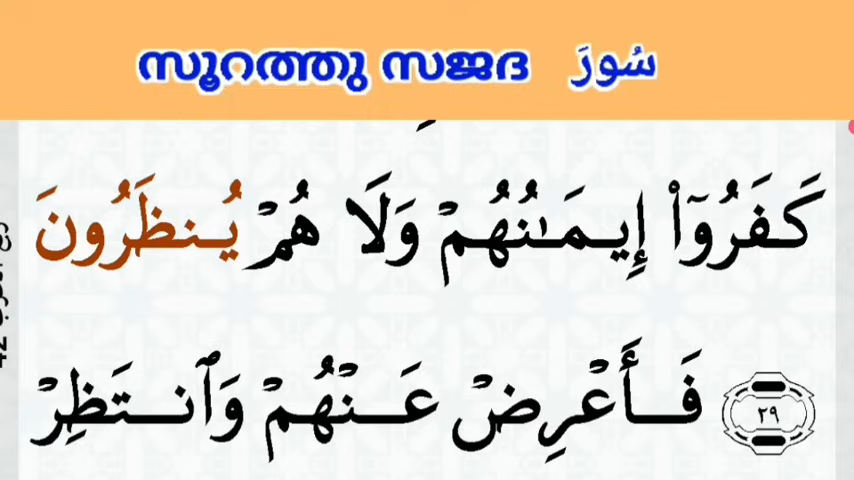 സൂറത്തു സജദ سُورَ
كَفَرُوٓا۟ إِيمَـٰنُهُمْ وَلَا هُمْ يُنظَرُونَ
٢٩ فَأَعْرِضْ عَنْهُمْ وَٱنتَظِرْ